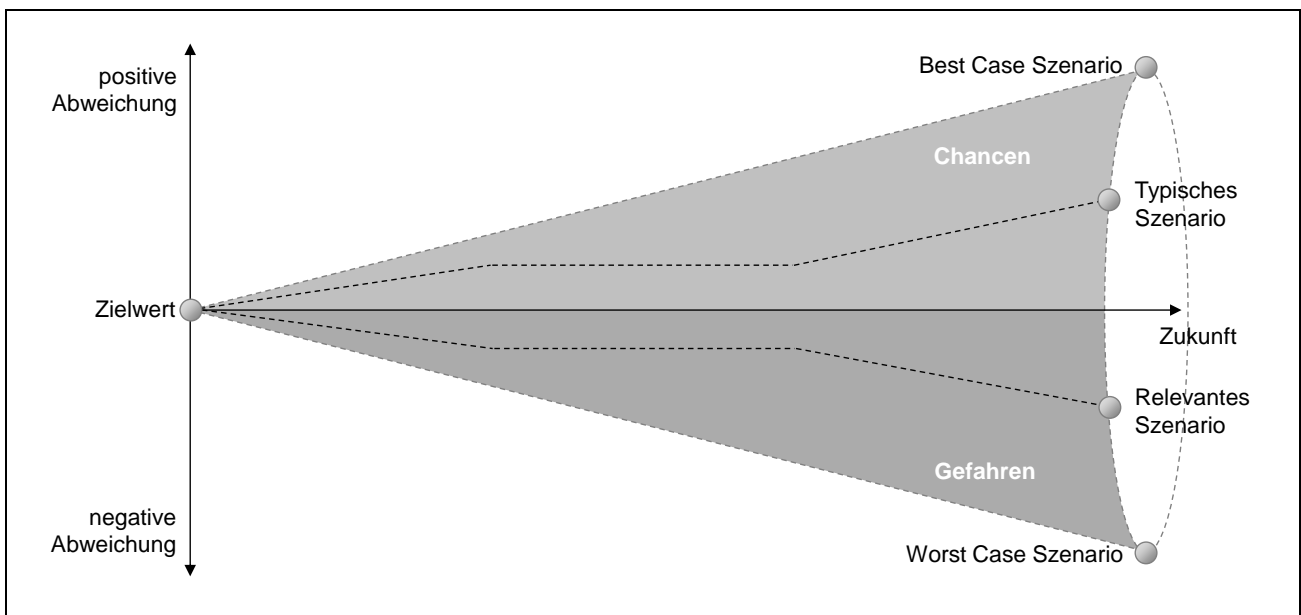 Best Case Szenario
positive
Abweichung
Chancen
Typisches
Szenario
Zielwert
Zukunft
Relevantes
Szenario
Gefahren
negative
Abweichung
Worst Case Szenario